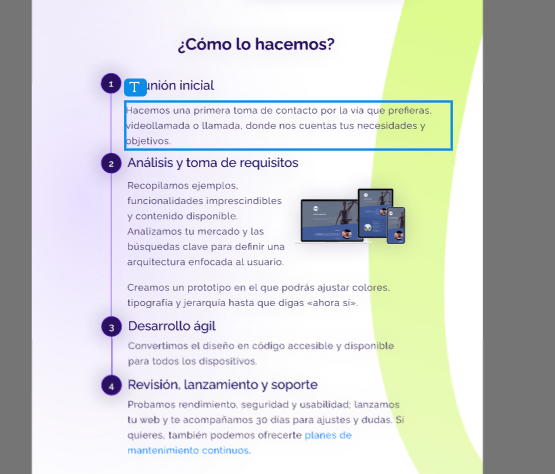 ¿Cómo lo hacemos?
1
T unión inicial
Hacemos una primera toma de contacto por la vía que prefieras,
videollamada o llamada, donde nos cuentas tus necesidades y
objetivos.
2
Análisis y toma de requisitos
Recopilamos ejemplos,
funcionalidades imprescindibles
y contenido disponible.
Analizamos tu mercado y las
búsquedas clave para definir una
arquitectura enfocada al usuario.
Creamos un prototipo en el que podrás ajustar colores,
tipografía y jerarquía hasta que digas «ahora sí».
3
Desarrollo ágil
Convertimos el diseño en código accesible y disponible
para todos los dispositivos.
4
Revisión, lanzamiento y soporte
Probamos rendimiento, seguridad y usabilidad; lanzamos
tu web y te acompañamos 30 días para ajustes y dudas. Si
quieres, también podemos ofrecerte planes de
mantenimiento continuos.